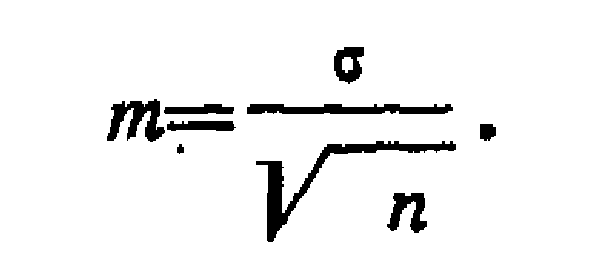 m = σ / √n .